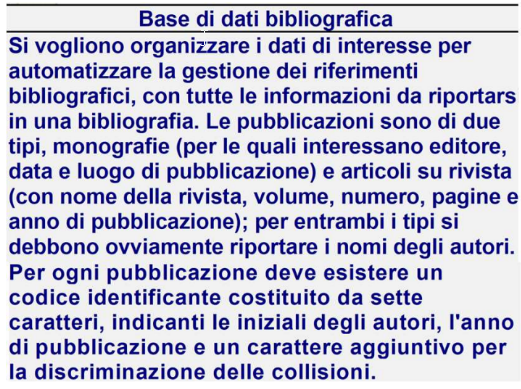 Base di dati bibliografica
Si vogliono organizzare i dati di interesse per
automatizzare la gestione dei riferimenti
bibliografici, con tutte le informazioni da riportars
in una bibliografia. Le pubblicazioni sono di due
tipi, monografie (per le quali interessano editore,
data e luogo di pubblicazione) e articoli su rivista
(con nome della rivista, volume, numero, pagine e
anno di pubblicazione); per entrambi i tipi si
debbono ovviamente riportare i nomi degli autori.
Per ogni pubblicazione deve esistere un
codice identificante costituito da sette
caratteri, indicanti le iniziali degli autori, l'anno
di pubblicazione e un carattere aggiuntivo per
la discriminazione delle collisioni.